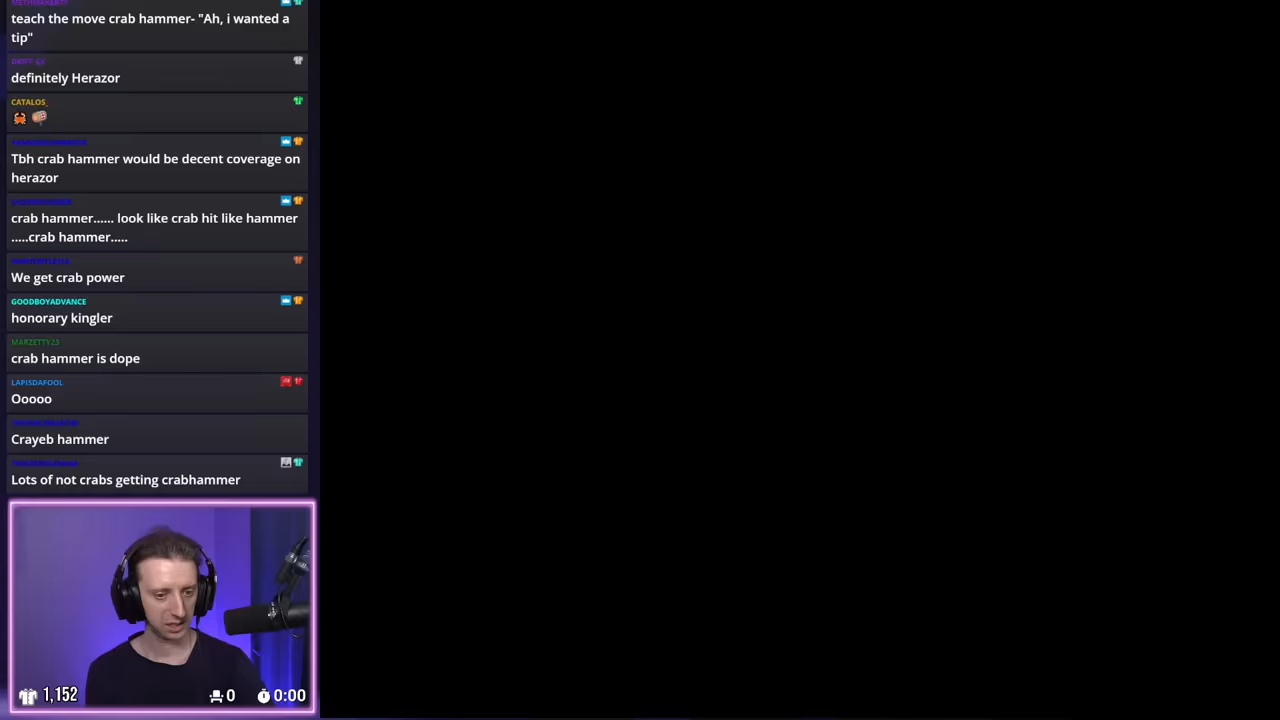 teach the move crab hammer- "Ah, i wanted a
tip"
definitely Herazor
CATALOS_
Tbh crab hammer would be decent coverage on
herazor
crab hammer...... look like crab hit like hammer
.....crab hammer.....
We get crab power
GOODBOYADVANCE
honorary kingler
MARZETTY23
crab hammer is dope
LAPISDAFOOL
Ooooo
Crayeb hammer
Lots of not crabs getting crabhammer
1,152
0
0:00